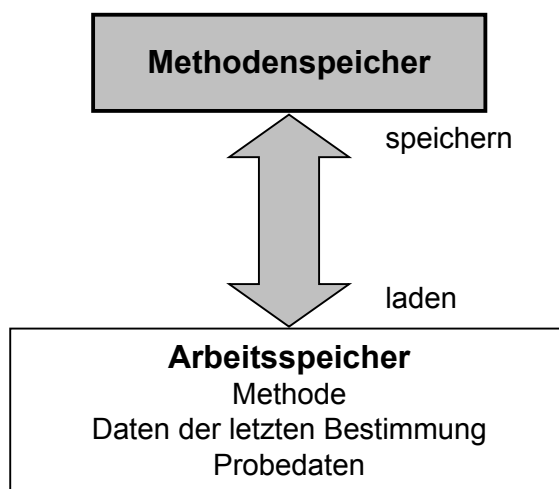 Methodenspeicher
speichern
laden
Arbeitsspeicher
Methode
Daten der letzten Bestimmung
Probedaten